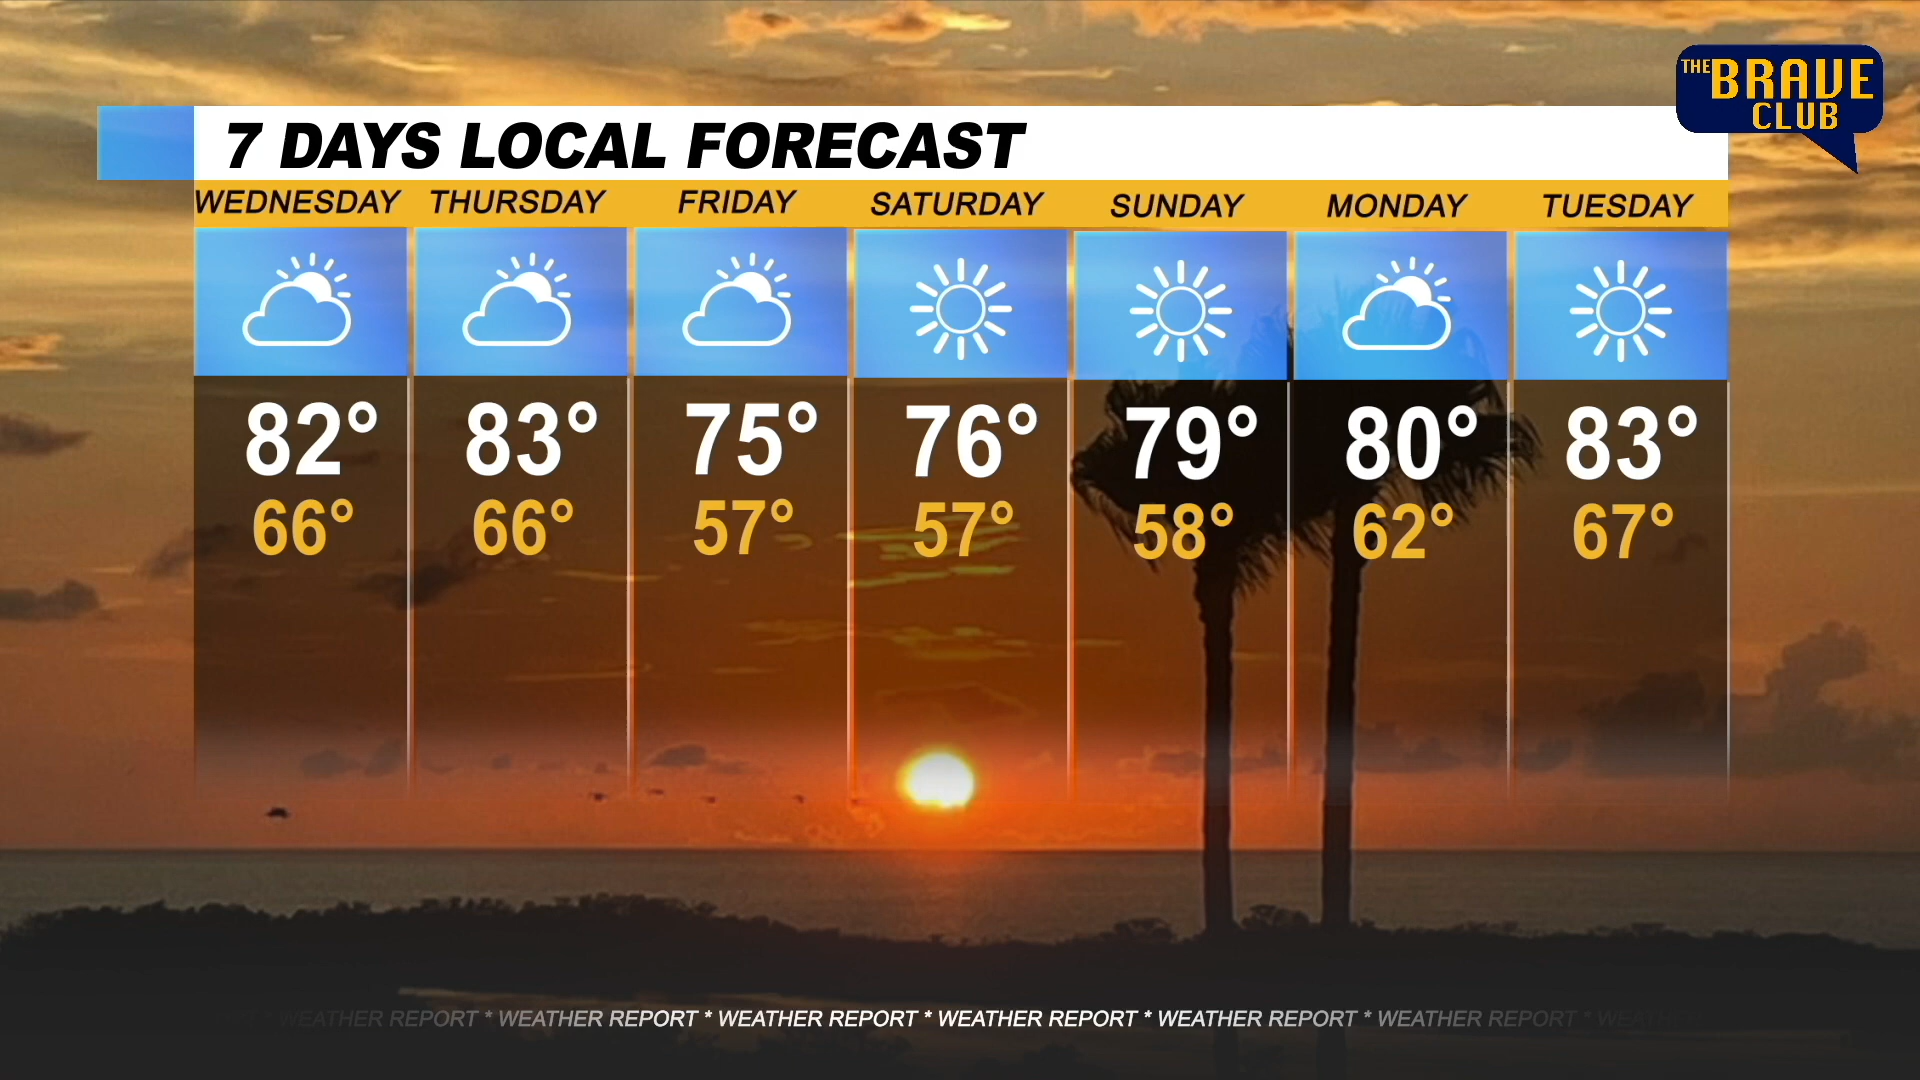 THE BRAVE
CLUB
7 DAYS LOCAL FORECAST
WEDNESDAY THURSDAY FRIDAY SATURDAY SUNDAY MONDAY TUESDAY
82° 83° 75° 76° 79° 80° 83°
66° 66° 57° 57° 58° 62° 67°
* WEATHER REPORT * WEATHER REPORT * WEATHER REPORT * WEATHER REPORT * WEATHER REPORT * WEATHER REPORT *